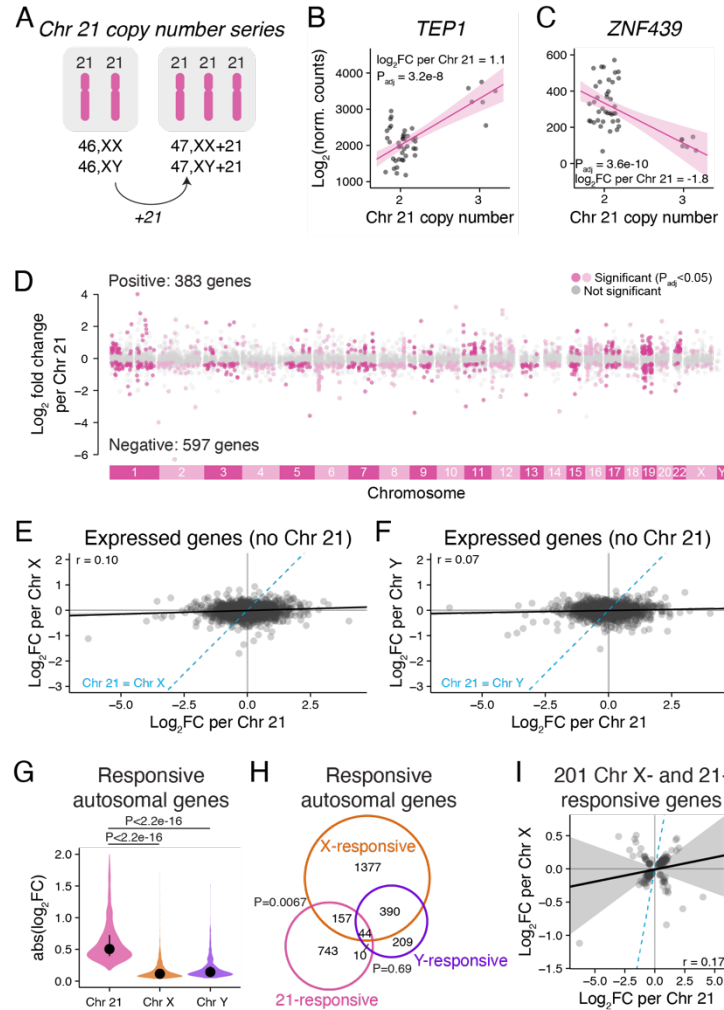 A
Chr 21 copy number series
21 21
21 21 21
46,XX
46,XY
47,XX+21
47,XY+21
+21
B
TEP1
log2FC per Chr 21 = 1.1
Padj = 3.2e-8
Log2(norm. counts)
4000
3000
2000
1000
2
3
Chr 21 copy number
C
ZNF439
600
400
200
0
Padj = 3.6e-10
log2FC per Chr 21 = -1.8
2
3
Chr 21 copy number
D
Positive: 383 genes
Significant (Padj<0.05)
Not significant
Log2 fold change
per Chr 21
4
2
0
−2
−4
−6
Negative: 597 genes
1 2 3 4 5 6 7 8 9 10 11 12 13 14 15 16 17 18 19 20 22 X Y
Chromosome
E
Expressed genes (no Chr 21)
r = 0.10
Log2FC per Chr X
2
1
0
−1
−2
−3
Chr 21 = Chr X
−5.0 −2.5 0.0 2.5
Log2FC per Chr 21
F
Expressed genes (no Chr 21)
r = 0.07
Log2FC per Chr Y
2
1
0
−1
−2
−3
Chr 21 = Chr Y
−5.0 −2.5 0.0 2.5
Log2FC per Chr 21
G
Responsive
autosomal genes
P<2.2e-16
P<2.2e-16
abs(log2FC)
2.0
1.5
1.0
0.5
0.0
Chr 21 Chr X Chr Y
H
Responsive
autosomal genes
X-responsive
1377
P=0.0067
157
390
44
743
10
209
P=0.69
Y-responsive
21-responsive
I
201 Chr X- and 21-
responsive genes
Log2FC per Chr X
0.5
0.0
−0.5
−1.0
−1.5
r = 0.17
−5.0 −2.5 0.0 2.5 5.0
Log2FC per Chr 21